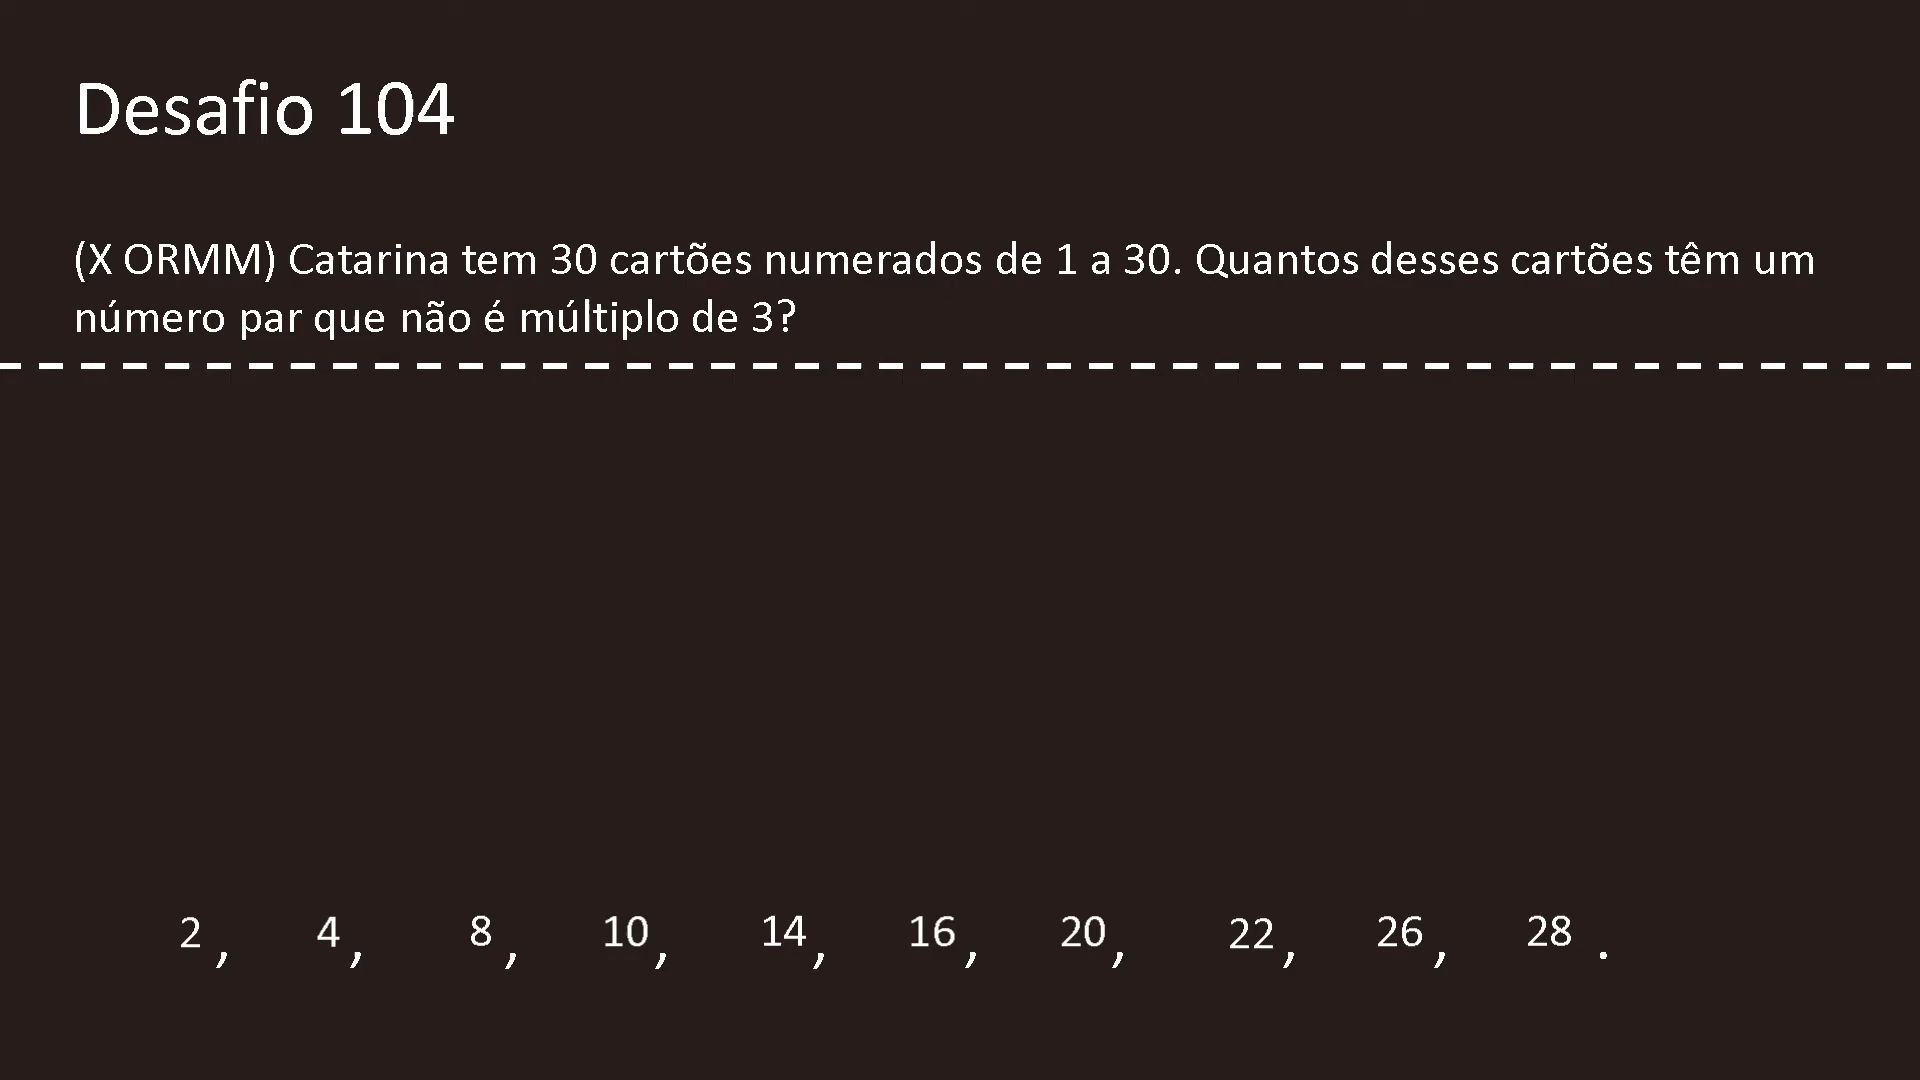 Desafio 104
(X ORMM) Catarina tem 30 cartões numerados de 1 a 30. Quantos desses cartões têm um
número par que não é múltiplo de 3?
2 , 4 , 8 , 10 , 14 , 16 , 20 , 22 , 26 , 28 .